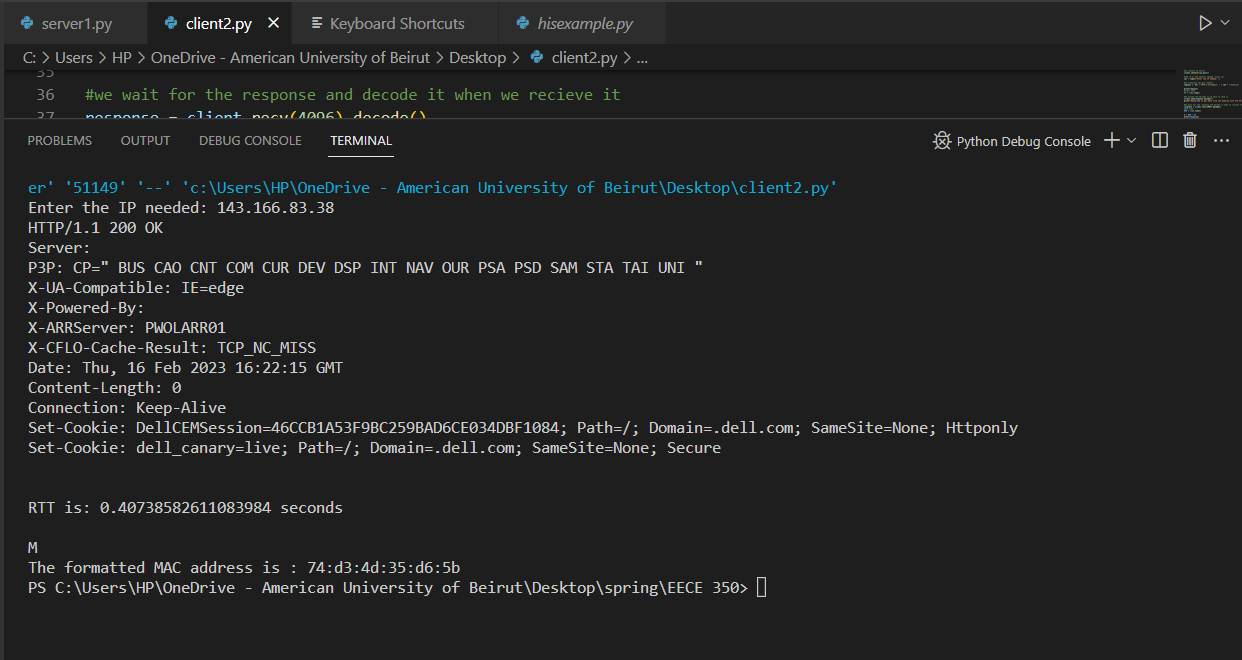 server1.py client2.py Keyboard Shortcuts hisexample.py
C: > Users > HP > OneDrive - American University of Beirut > Desktop > client2.py > ...
35
36 #we wait for the response and decode it when we recieve it
37 response = client.recv(4096).decode()
PROBLEMS OUTPUT DEBUG CONSOLE TERMINAL Python Debug Console
er' '51149' '--' 'c:\Users\HP\OneDrive - American University of Beirut\Desktop\client2.py'
Enter the IP needed: 143.166.83.38
HTTP/1.1 200 OK
Server:
P3P: CP=" BUS CAO CNT COM CUR DEV DSP INT NAV OUR PSA PSD SAM STA TAI UNI "
X-UA-Compatible: IE=edge
X-Powered-By:
X-ARRServer: PWOLARR01
X-CFLO-Cache-Result: TCP_NC_MISS
Date: Thu, 16 Feb 2023 16:22:15 GMT
Content-Length: 0
Connection: Keep-Alive
Set-Cookie: DellCEMSession=46CCB1A53F9BC259BAD6CE034DBF1084; Path=/; Domain=.dell.com; SameSite=None; Httponly
Set-Cookie: dell_canary=live; Path=/; Domain=.dell.com; SameSite=None; Secure
RTT is: 0.40738582611083984 seconds
M
The formatted MAC address is : 74:d3:4d:35:d6:5b
PS C:\Users\HP\OneDrive - American University of Beirut\Desktop\spring\EECE 350>